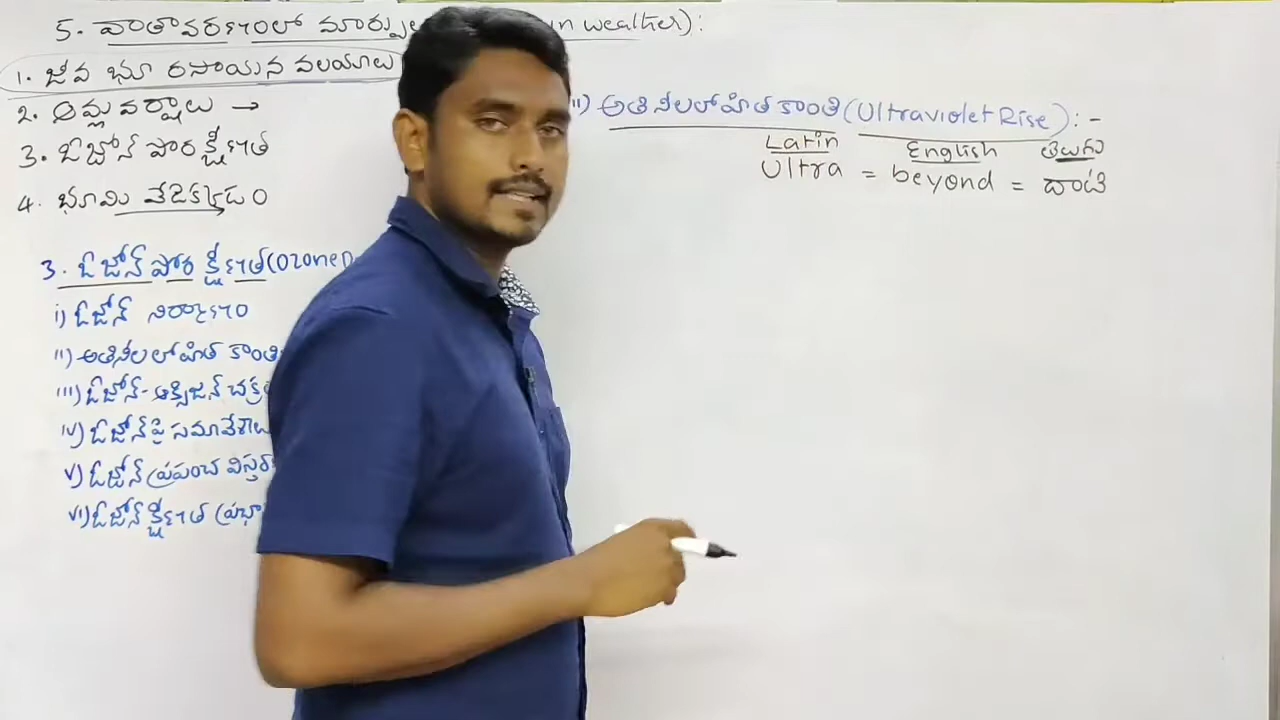 5. వాతావరణంలో మార్పు in weather):
1. జీవ భూ రసాయన వలయాలు
2. ఆమ్ల వర్షాలు →
3. ఓజోన్ పొర క్షీణత
4. భూమి వేడెక్కడం
3. ఓజోన్ పొర క్షీణత (Ozone
i) ఓజోన్ నిర్మాణం
ii) అతినీలలోహిత కాంతి
iii) ఓజోన్-ఆక్సిజన్ చక్ర
iv) ఓజోన్‌పై సమావేశాలు
v) ఓజోన్ ప్రపంచ విస్తర
vi) ఓజోన్ క్షీణత ప్రభా
ii) అతినీలలోహిత కాంతి (Ultraviolet Rise) : -
Latin English తెలుగు
Ultra = beyond = దాటి